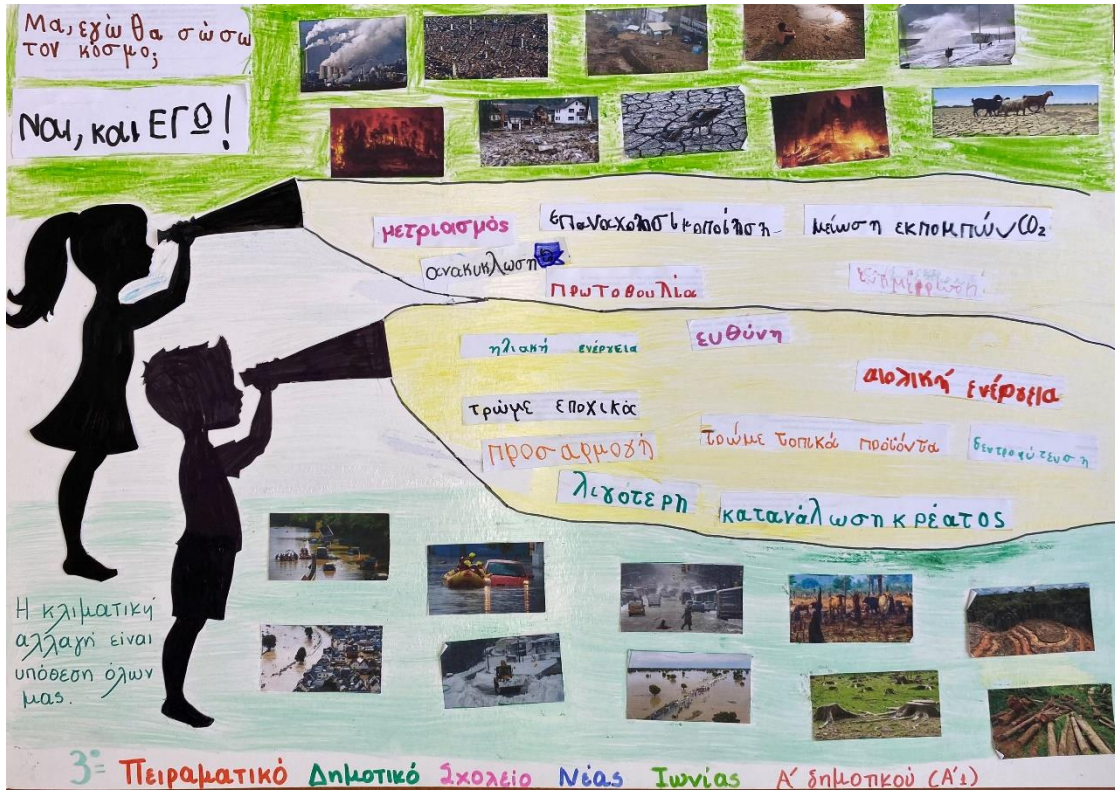 Μα, εγώ θα σώσω
τον κόσμο;
Ναι, και ΕΓΩ!
μετριασμός
επαναχρησιμοποίηση
μείωση εκπομπών CO₂
ανακυκλωση
πρωτοβουλία
ηλιακή ενέργεια
ευθύνη
αιολική ενέργεια
τρώμε εποχικά
προσαρμογή
τρώμε τοπικά προϊόντα
δεντροφύτευση
λιγότερη
κατανάλωση κρέατος
Η κλιματική
αλλαγή είναι
υπόθεση όλων
μας.
3º Πειραματικό Δημοτικό Σχολείο Νέας Ιωνίας Α' δημοτικού (Α'1)